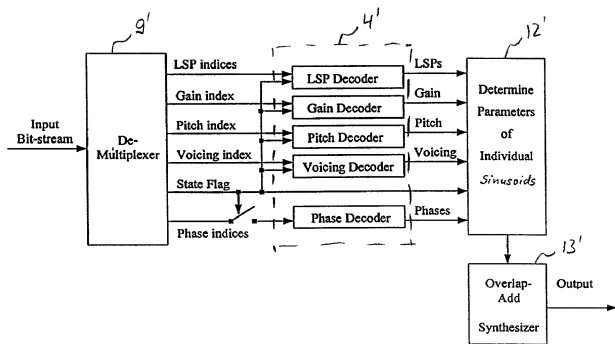 9'
4'
12'
LSP indices
LSP Decoder
LSPs
Gain index
Gain Decoder
Gain
Pitch index
Pitch Decoder
Pitch
Voicing index
Voicing Decoder
Voicing
State Flag
Phase indices
Phase Decoder
Phases
Input
Bit-stream
De-
Multiplexer
Determine
Parameters
of
Individual
Sinusoids
13'
Overlap-
Add
Synthesizer
Output